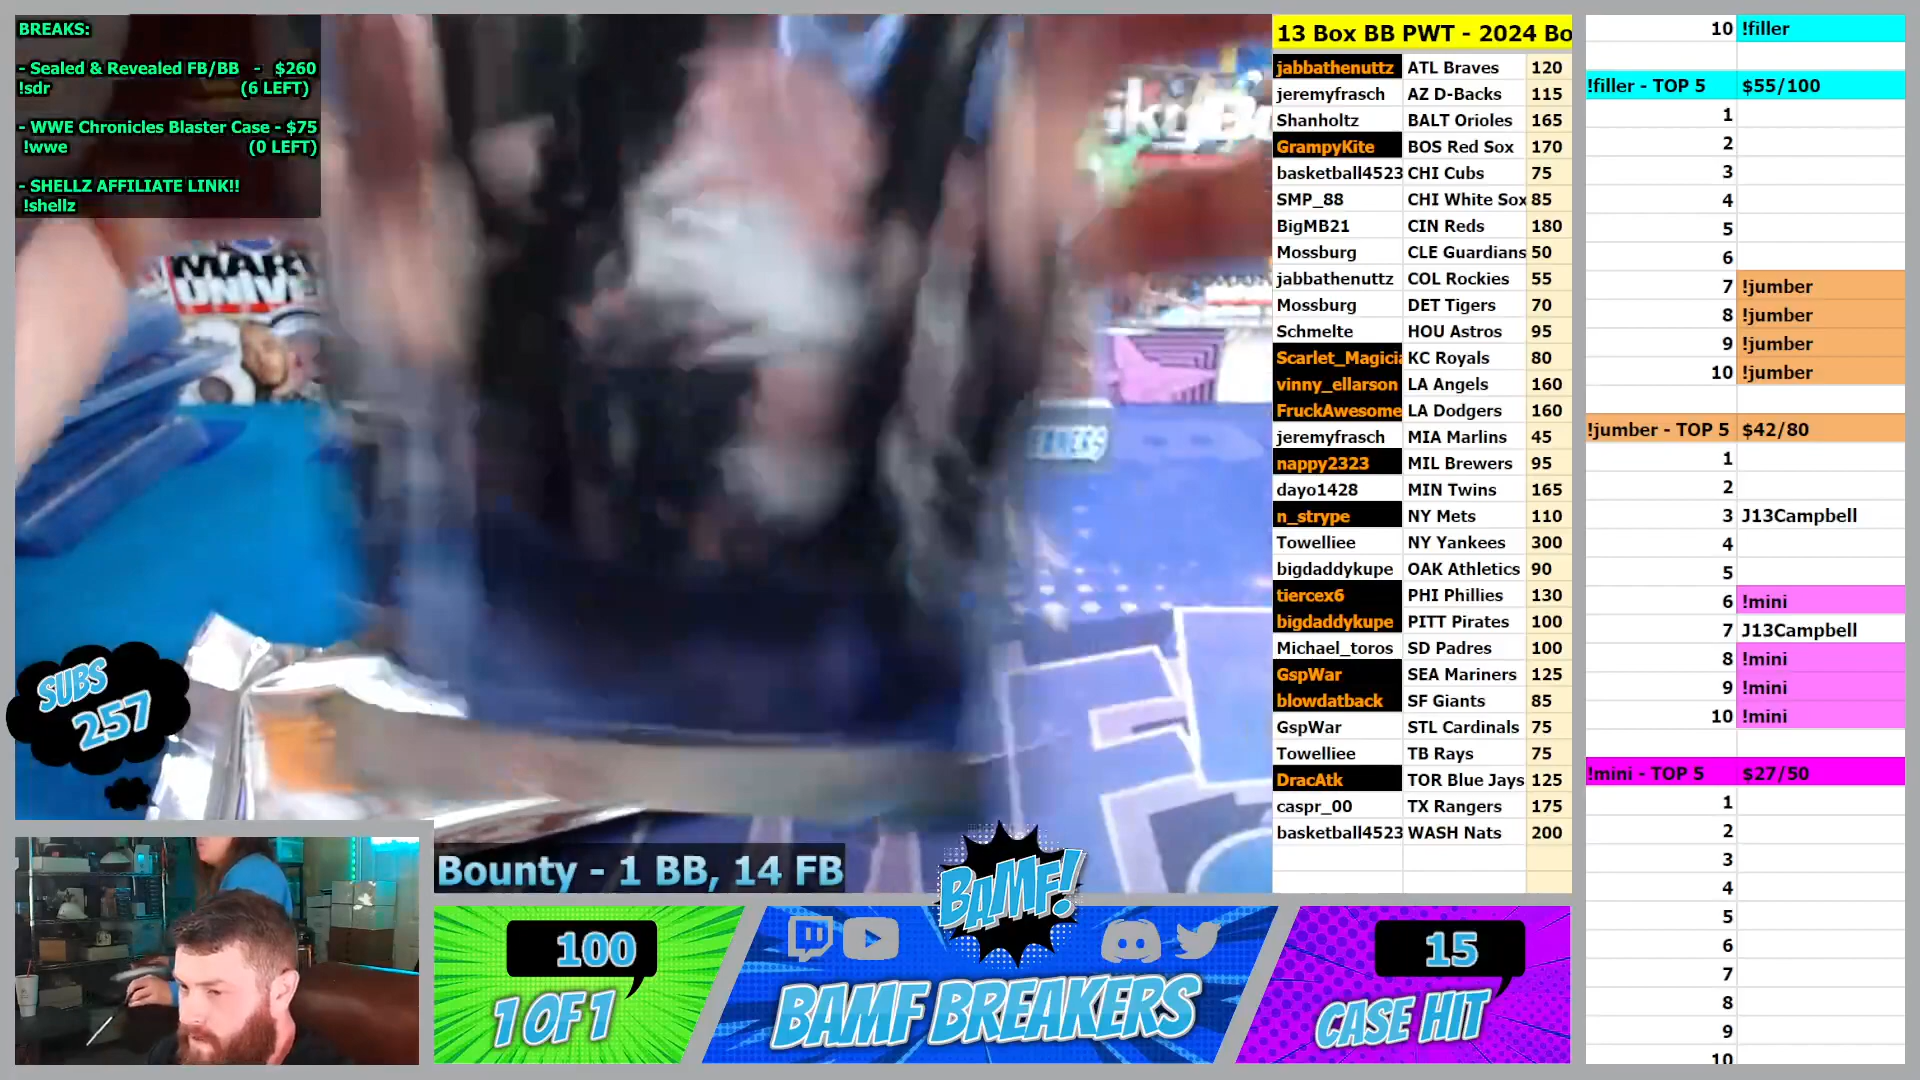 BREAKS:
- Sealed & Revealed FB/BB - $260
!sdr (6 LEFT)
- WWE Chronicles Blaster Case - $75
!wwe (0 LEFT)
- SHELLZ AFFILIATE LINK!!
!shellz
SUBS
257
Bounty - 1 BB, 14 FB
100
1 OF 1
BAMF!
BAMF BREAKERS
15
CASE HIT
13 Box BB PWT - 2024 Bo
jabbathenuttz ATL Braves 120
jeremyfrasch AZ D-Backs 115
Shanholtz BALT Orioles 165
GrampyKite BOS Red Sox 170
basketball4523 CHI Cubs 75
SMP_88 CHI White Sox 85
BigMB21 CIN Reds 180
Mossburg CLE Guardians 50
jabbathenuttz COL Rockies 55
Mossburg DET Tigers 70
Schmelte HOU Astros 95
Scarlet_Magicia KC Royals 80
vinny_ellarson LA Angels 160
FruckAwesome LA Dodgers 160
jeremyfrasch MIA Marlins 45
nappy2323 MIL Brewers 95
dayo1428 MIN Twins 165
n_strype NY Mets 110
Towelliee NY Yankees 300
bigdaddykupe OAK Athletics 90
tiercex6 PHI Phillies 130
bigdaddykupe PITT Pirates 100
Michael_toros SD Padres 100
GspWar SEA Mariners 125
blowdatback SF Giants 85
GspWar STL Cardinals 75
Towelliee TB Rays 75
DracAtk TOR Blue Jays 125
caspr_00 TX Rangers 175
basketball4523 WASH Nats 200
10 !filler
!filler - TOP 5 $55/100
1
2
3
4
5
6
7 !jumber
8 !jumber
9 !jumber
10 !jumber
!jumber - TOP 5 $42/80
1
2
3 J13Campbell
4
5
6 !mini
7 J13Campbell
8 !mini
9 !mini
10 !mini
!mini - TOP 5 $27/50
1
2
3
4
5
6
7
8
9
10